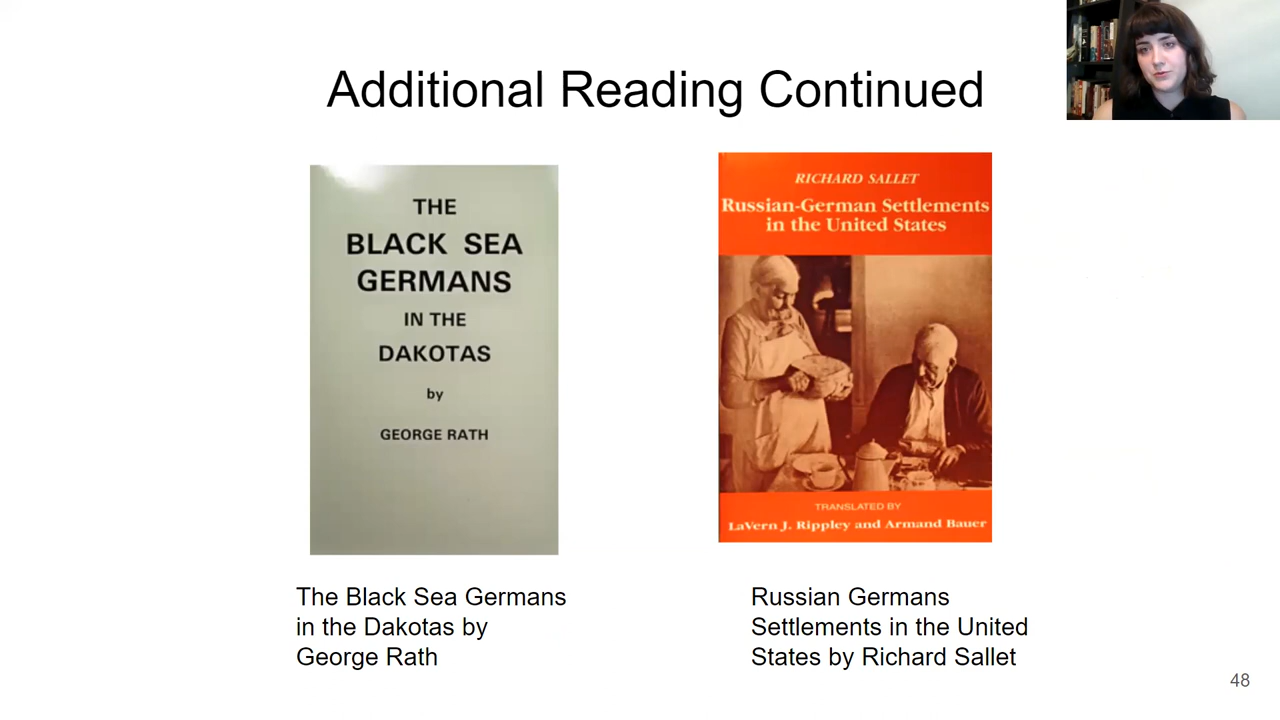 Additional Reading Continued
THE
BLACK SEA
GERMANS
IN THE
DAKOTAS
by
GEORGE RATH
RICHARD SALLET
Russian-German Settlements
in the United States
TRANSLATED BY
LaVern J. Rippley and Armand Bauer
The Black Sea Germans
in the Dakotas by
George Rath
Russian Germans
Settlements in the United
States by Richard Sallet
48